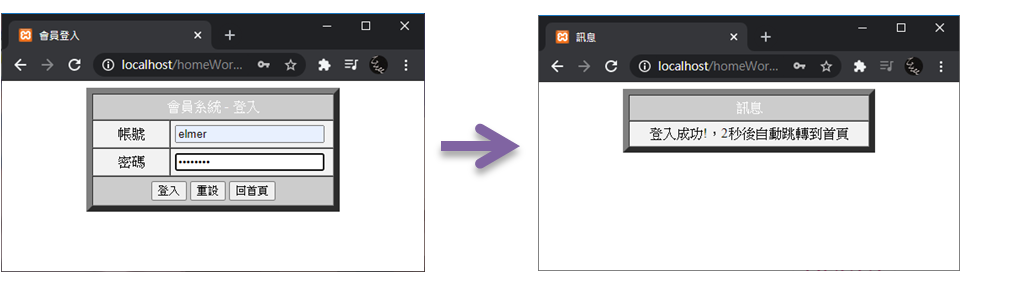 會員登入
localhost/homeWor...
會員系統 - 登入
帳號 elmer
密碼 ••••••••
登入 重設 回首頁
訊息
localhost/homeWor...
訊息
登入成功!，2秒後自動跳轉到首頁